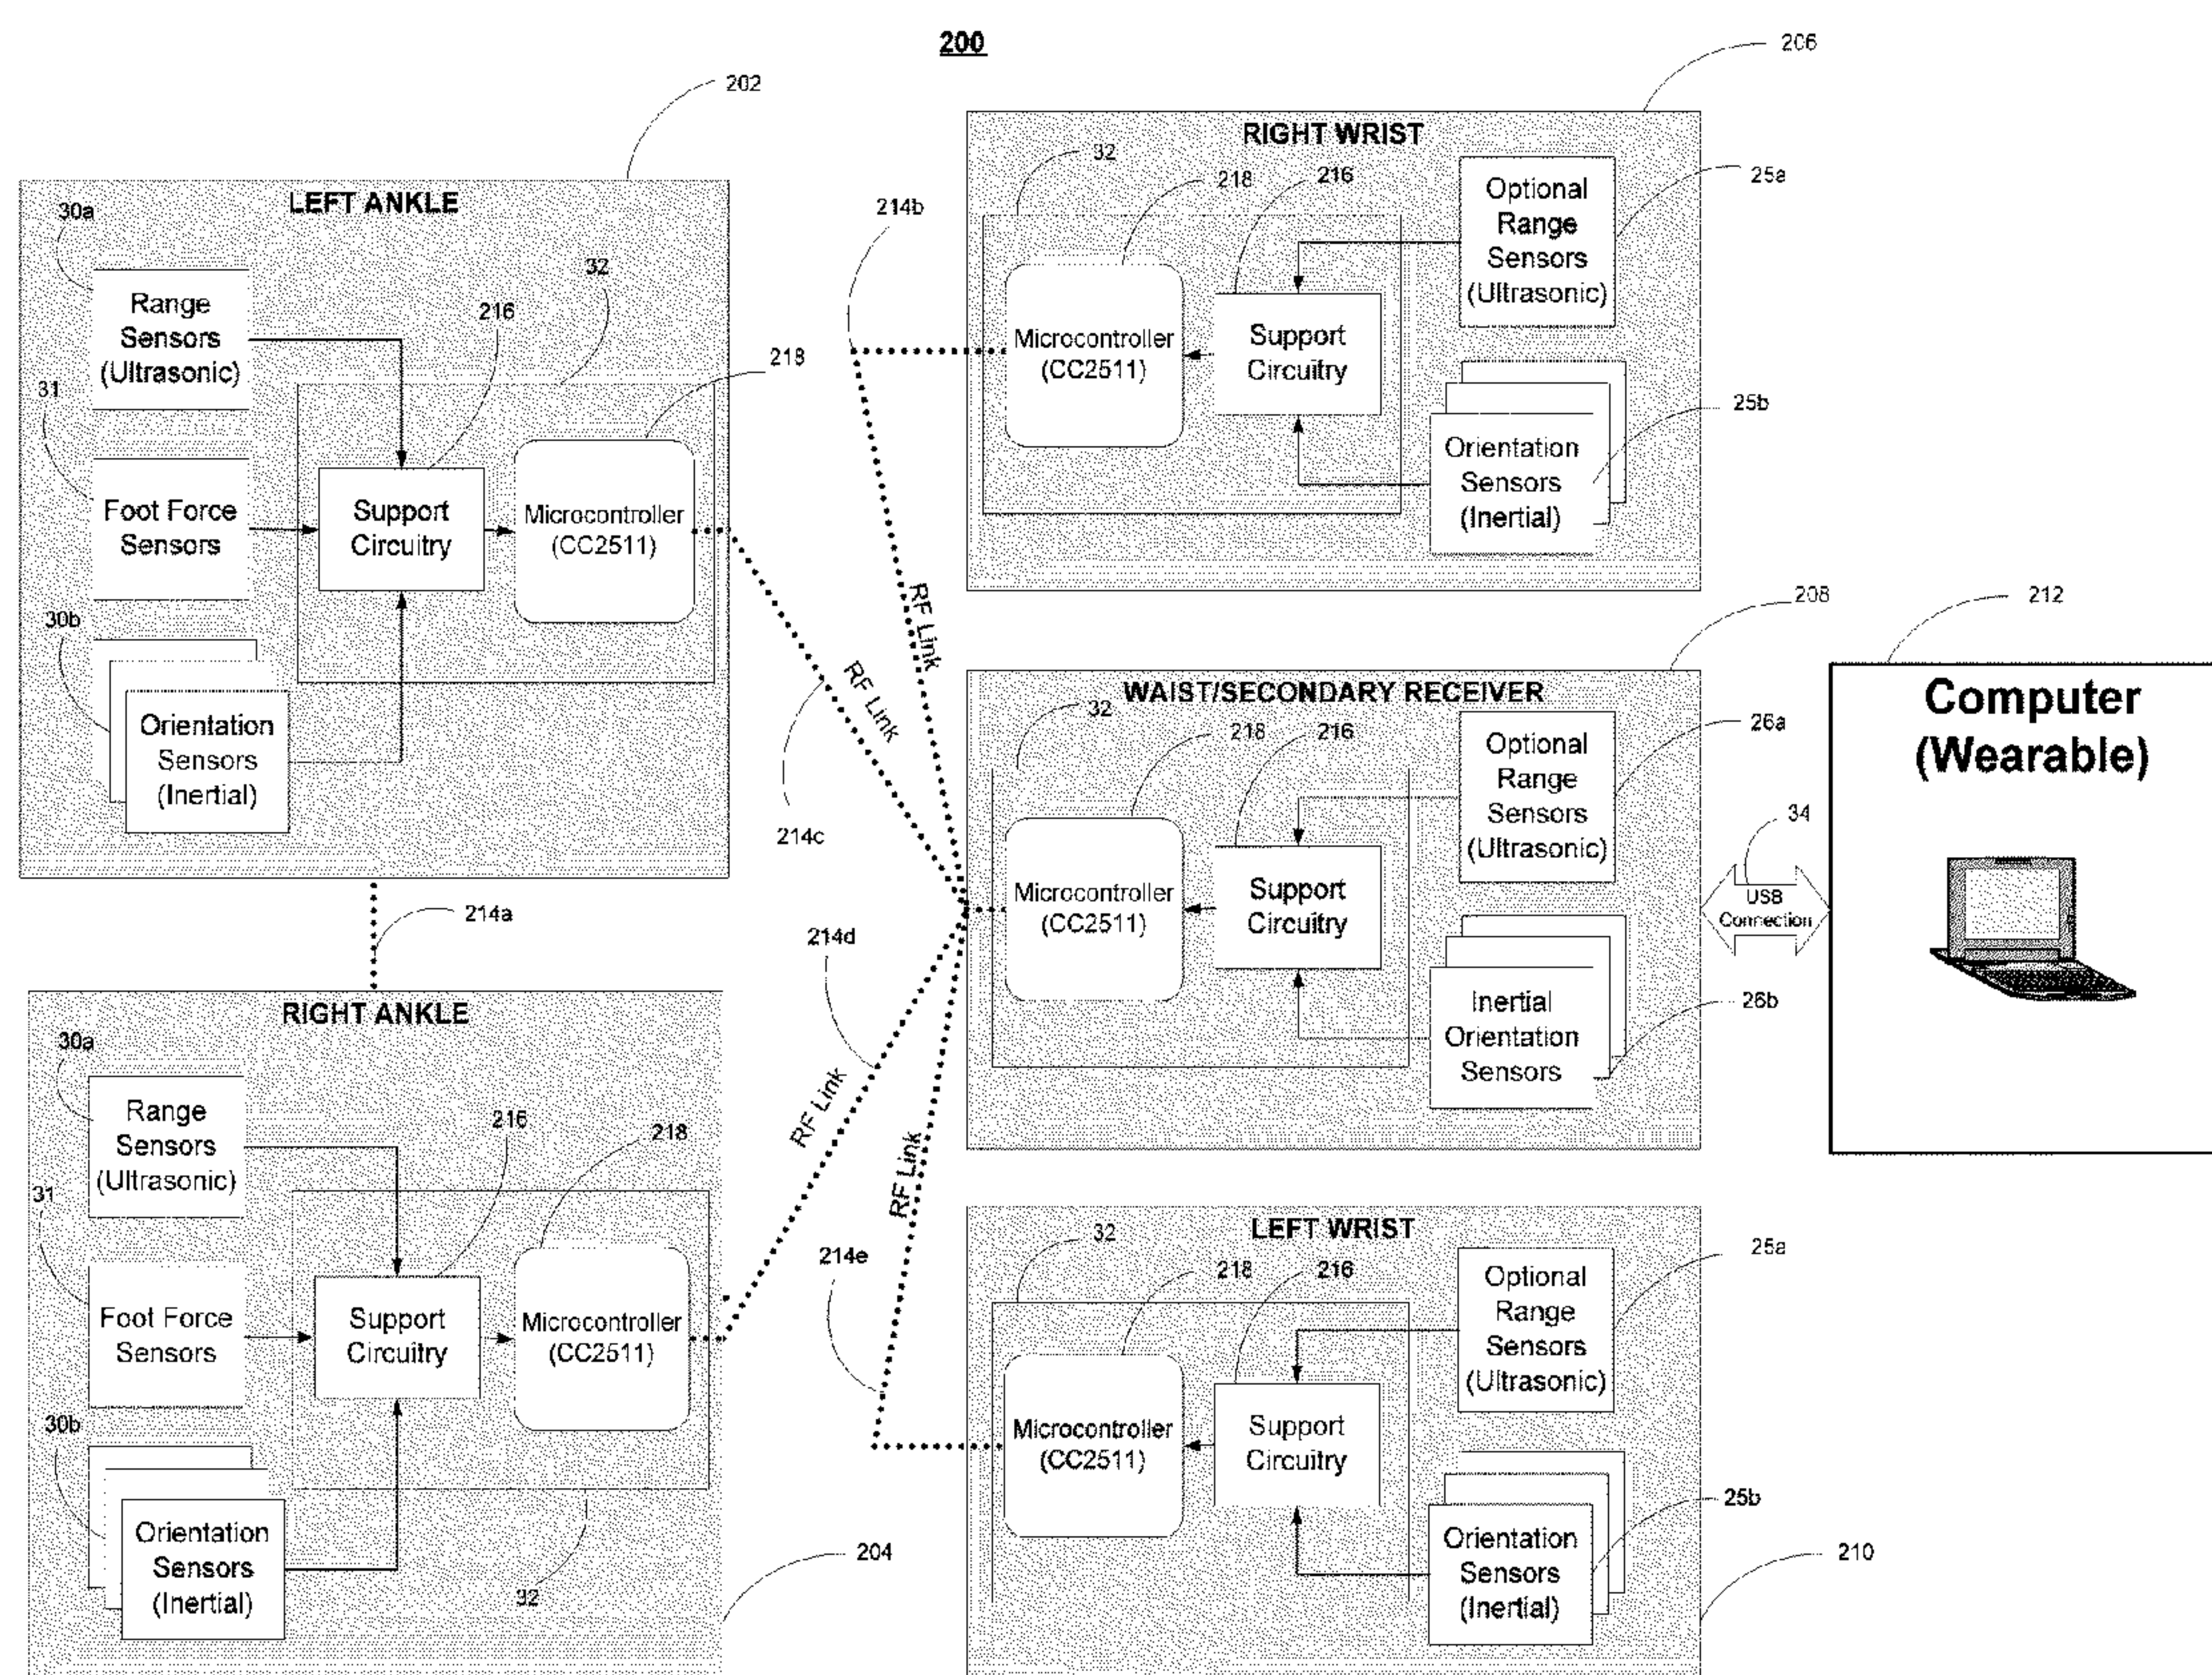 200
202
LEFT ANKLE
30a
Range
Sensors
(Ultrasonic)
32
216
218
31
Foot Force
Sensors
Support
Circuitry
Microcontroller
(CC2511)
30b
Orientation
Sensors
(Inertial)
214a
RIGHT ANKLE
30a
Range
Sensors
(Ultrasonic)
216
218
31
Foot Force
Sensors
Support
Circuitry
Microcontroller
(CC2511)
30b
Orientation
Sensors
(Inertial)
32
204
214b
RF Link
RF Link
214c
214d
RF Link
RF Link
214e
206
RIGHT WRIST
32
218
216
Optional
Range
Sensors
(Ultrasonic)
25a
Microcontroller
(CC2511)
Support
Circuitry
25b
Orientation
Sensors
(Inertial)
208
WAIST/SECONDARY RECEIVER
32
218
216
Optional
Range
Sensors
(Ultrasonic)
26a
Microcontroller
(CC2511)
Support
Circuitry
Inertial
Orientation
Sensors
26b
34
USB
Connection
212
Computer
(Wearable)
LEFT WRIST
32
218
216
Optional
Range
Sensors
(Ultrasonic)
25a
Microcontroller
(CC2511)
Support
Circuitry
25b
Orientation
Sensors
(Inertial)
210